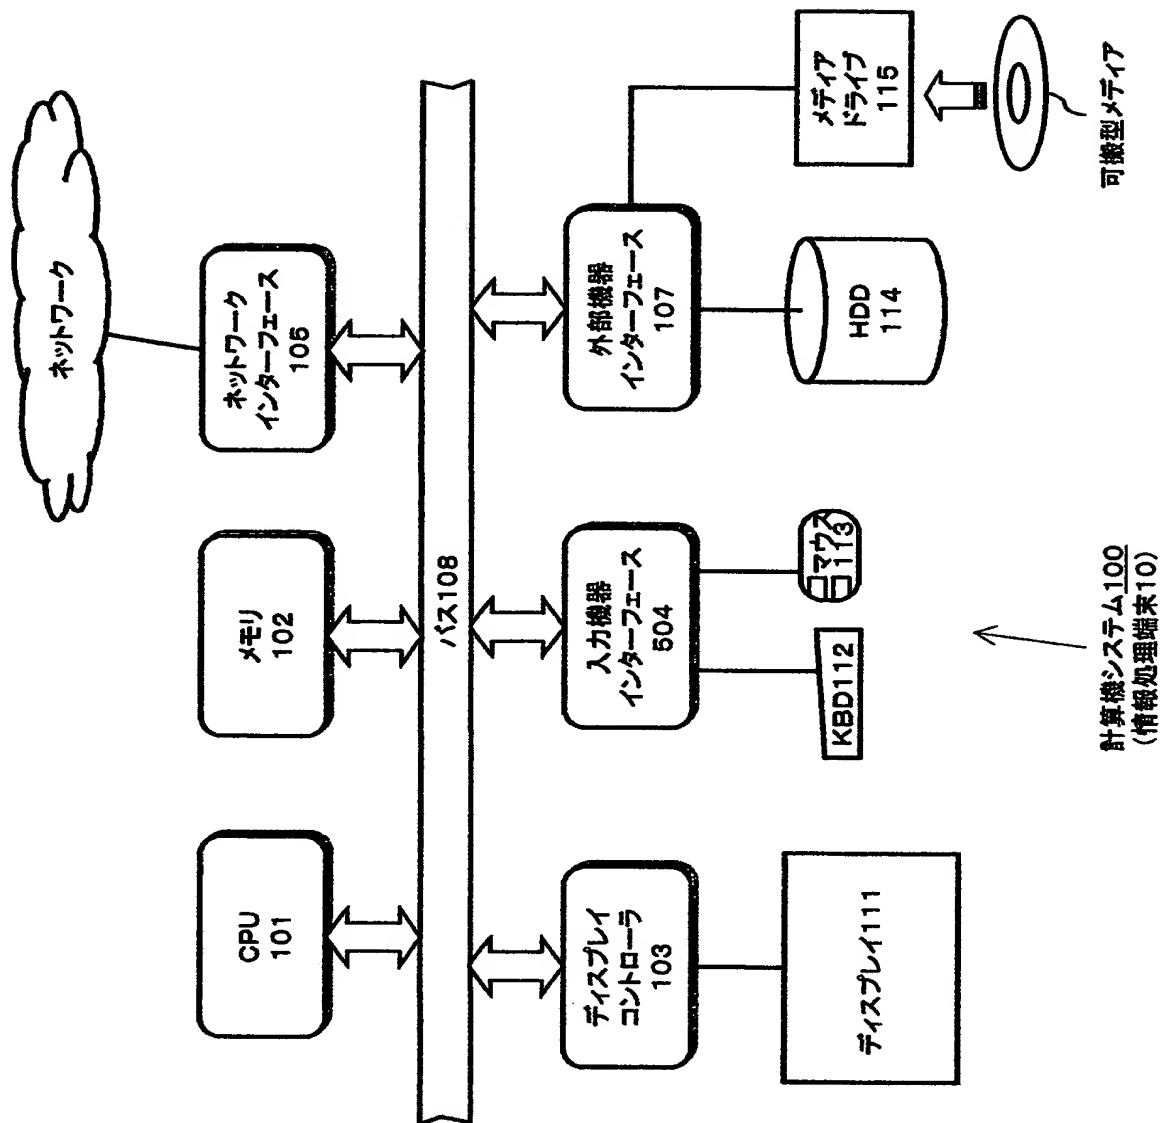 ネットワーク
CPU
101
メモリ
102
ネットワーク
インターフェース
105
バス108
ディスプレイ
コントローラ
103
入力機器
インターフェース
504
外部機器
インターフェース
107
ディスプレイ111
KBD112
マウス
113
HDD
114
メディア
ドライブ
115
可搬型メディア
計算機システム100
(情報処理端末10)